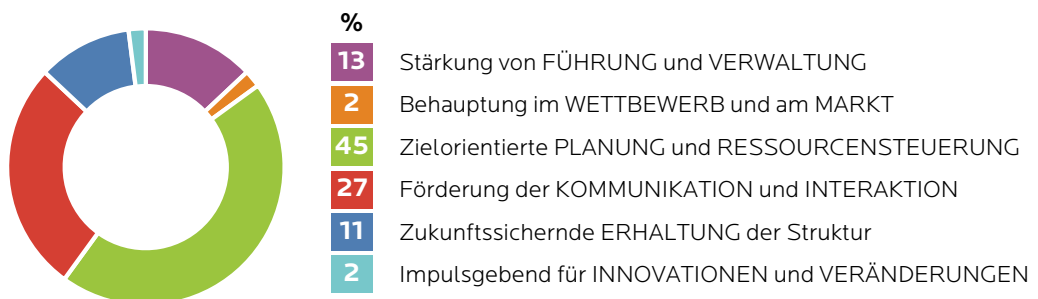 %
13 Stärkung von FÜHRUNG und VERWALTUNG
2 Behauptung im WETTBEWERB und am MARKT
45 Zielorientierte PLANUNG und RESSOURCENSTEUERUNG
27 Förderung der KOMMUNIKATION und INTERAKTION
11 Zukunftssichernde ERHALTUNG der Struktur
2 Impulsgebend für INNOVATIONEN und VERÄNDERUNGEN